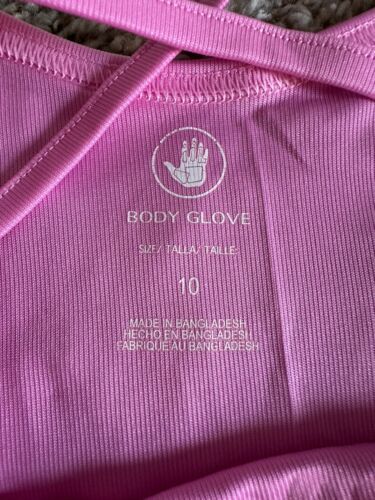 BODY GLOVE
SIZE/ TALLA/ TAILLE:
10
MADE IN BANGLADESH
HECHO EN BANGLADESH
FABRIQUE AU BANGLADESH